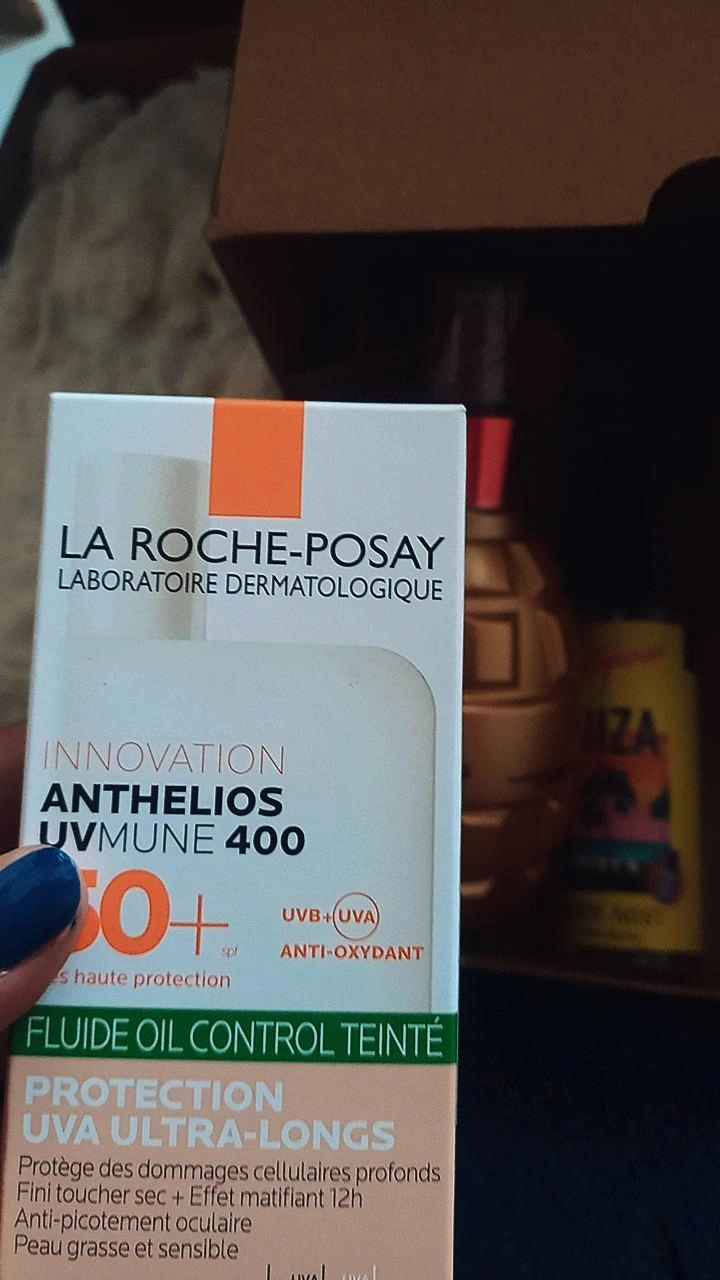 LA ROCHE-POSAY
LABORATOIRE DERMATOLOGIQUE
INNOVATION
ANTHELIOS
UVMUNE 400
50+
spf
UVB+UVA
ANTI-OXYDANT
haute protection
FLUIDE OIL CONTROL TEINTÉ
PROTECTION
UVA ULTRA-LONGS
Protège des dommages cellulaires profonds
Fini toucher sec + Effet matifiant 12h
Anti-picotement oculaire
Peau grasse et sensible